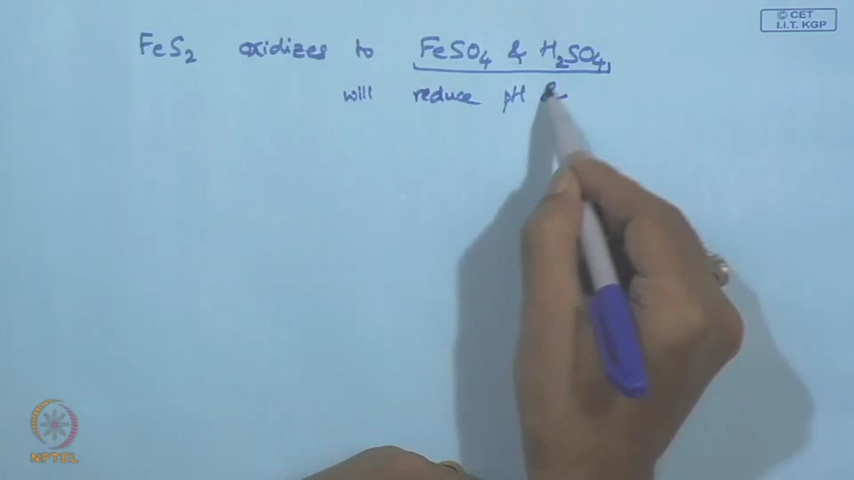 © CET
I.I.T. KGP
FeS₂ oxidizes to FeSO₄ & H₂SO₄
will reduce pH &
NPTEL